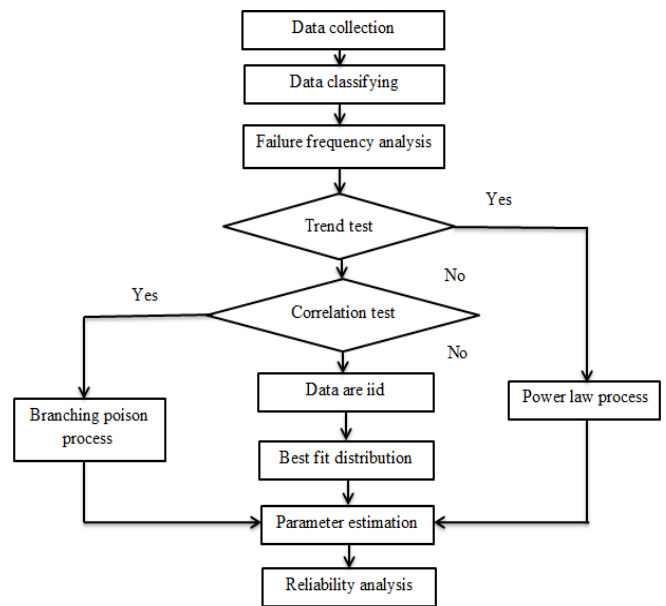 Data collection
Data classifying
Failure frequency analysis
Yes
Trend test
No
Yes
Correlation test
No
Data are iid
Power law process
Branching poison
process
Best fit distribution
Parameter estimation
Reliability analysis